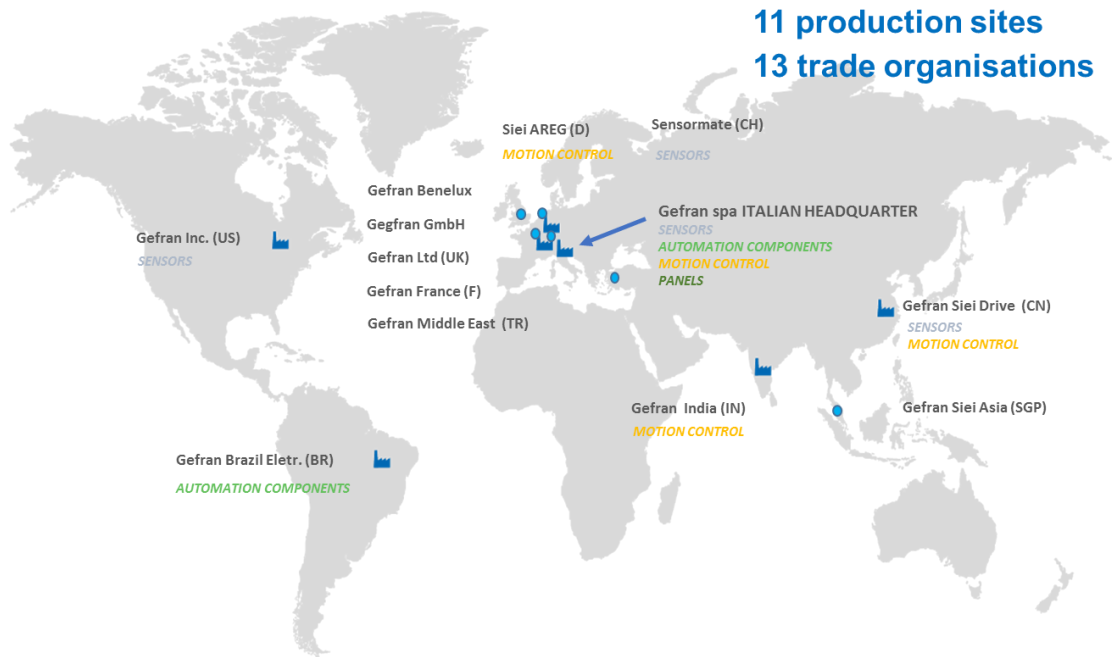 11 production sites
13 trade organisations
Siei AREG (D)
MOTION CONTROL
Sensormate (CH)
SENSORS
Gefran Benelux
Gegfran GmbH
Gefran Ltd (UK)
Gefran France (F)
Gefran Middle East (TR)
Gefran spa ITALIAN HEADQUARTER
SENSORS
AUTOMATION COMPONENTS
MOTION CONTROL
PANELS
Gefran Inc. (US)
SENSORS
Gefran Siei Drive (CN)
SENSORS
MOTION CONTROL
Gefran India (IN)
MOTION CONTROL
Gefran Siei Asia (SGP)
Gefran Brazil Eletr. (BR)
AUTOMATION COMPONENTS